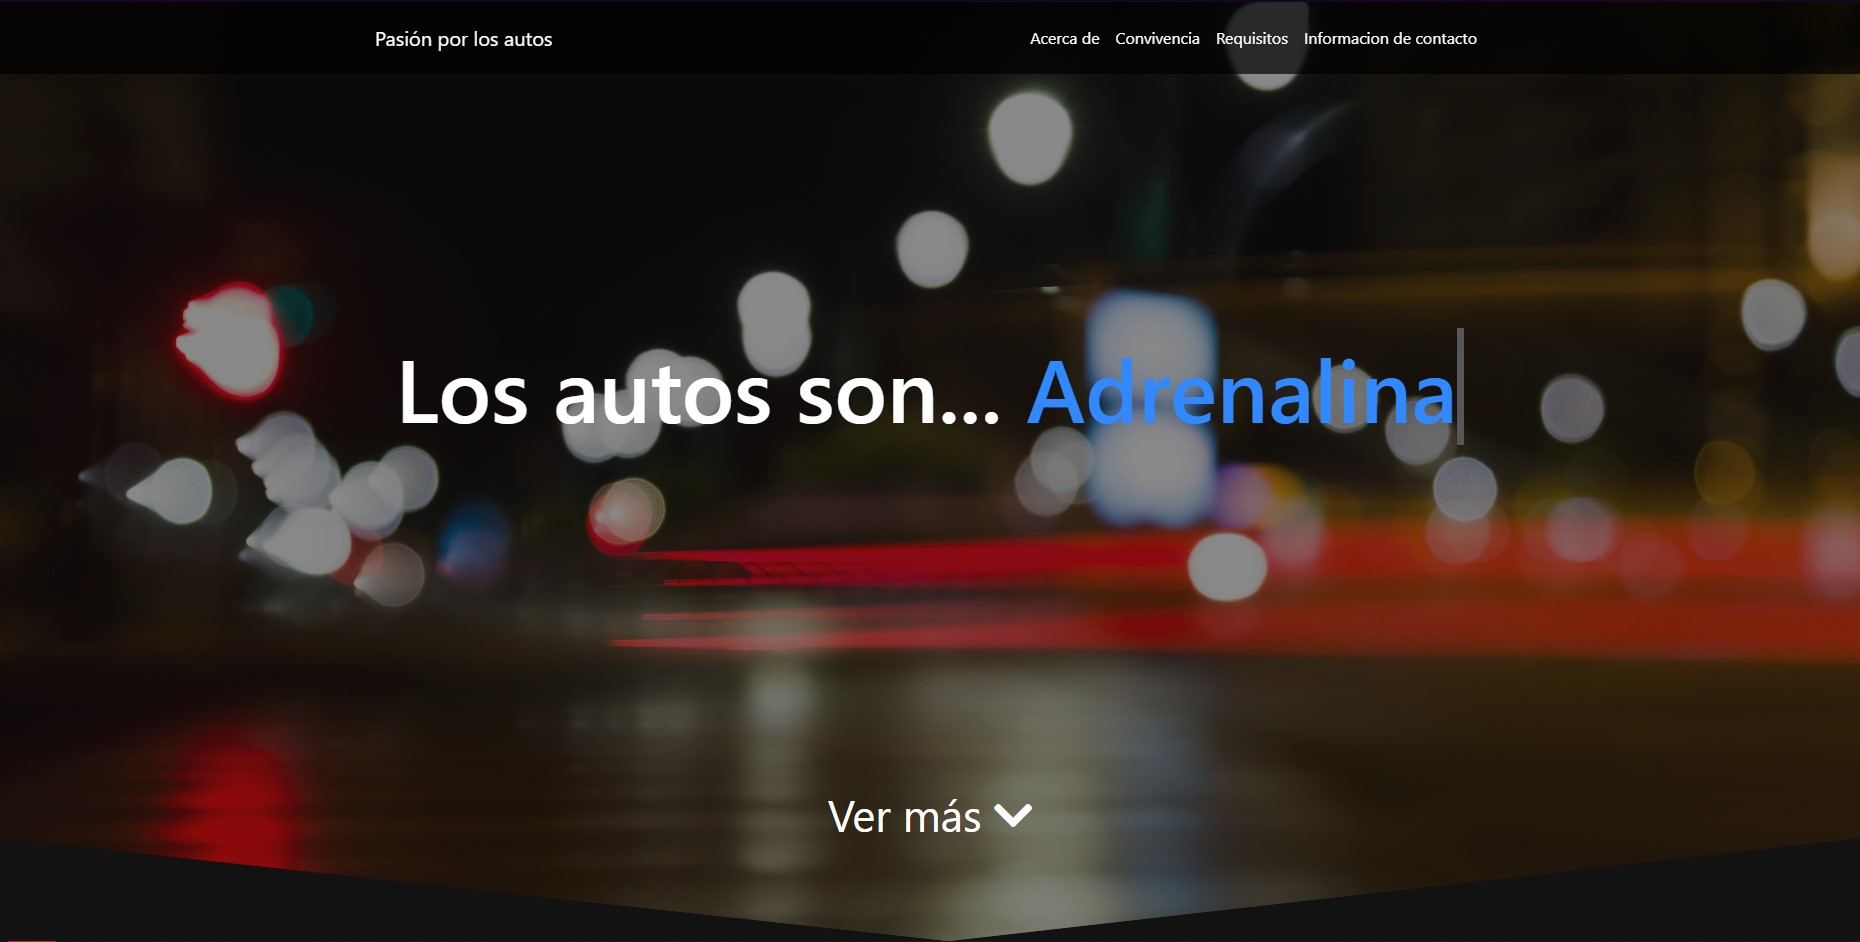 Pasión por los autos
Acerca de Convivencia Requisitos Informacion de contacto
Los autos son... Adrenalina
Ver más